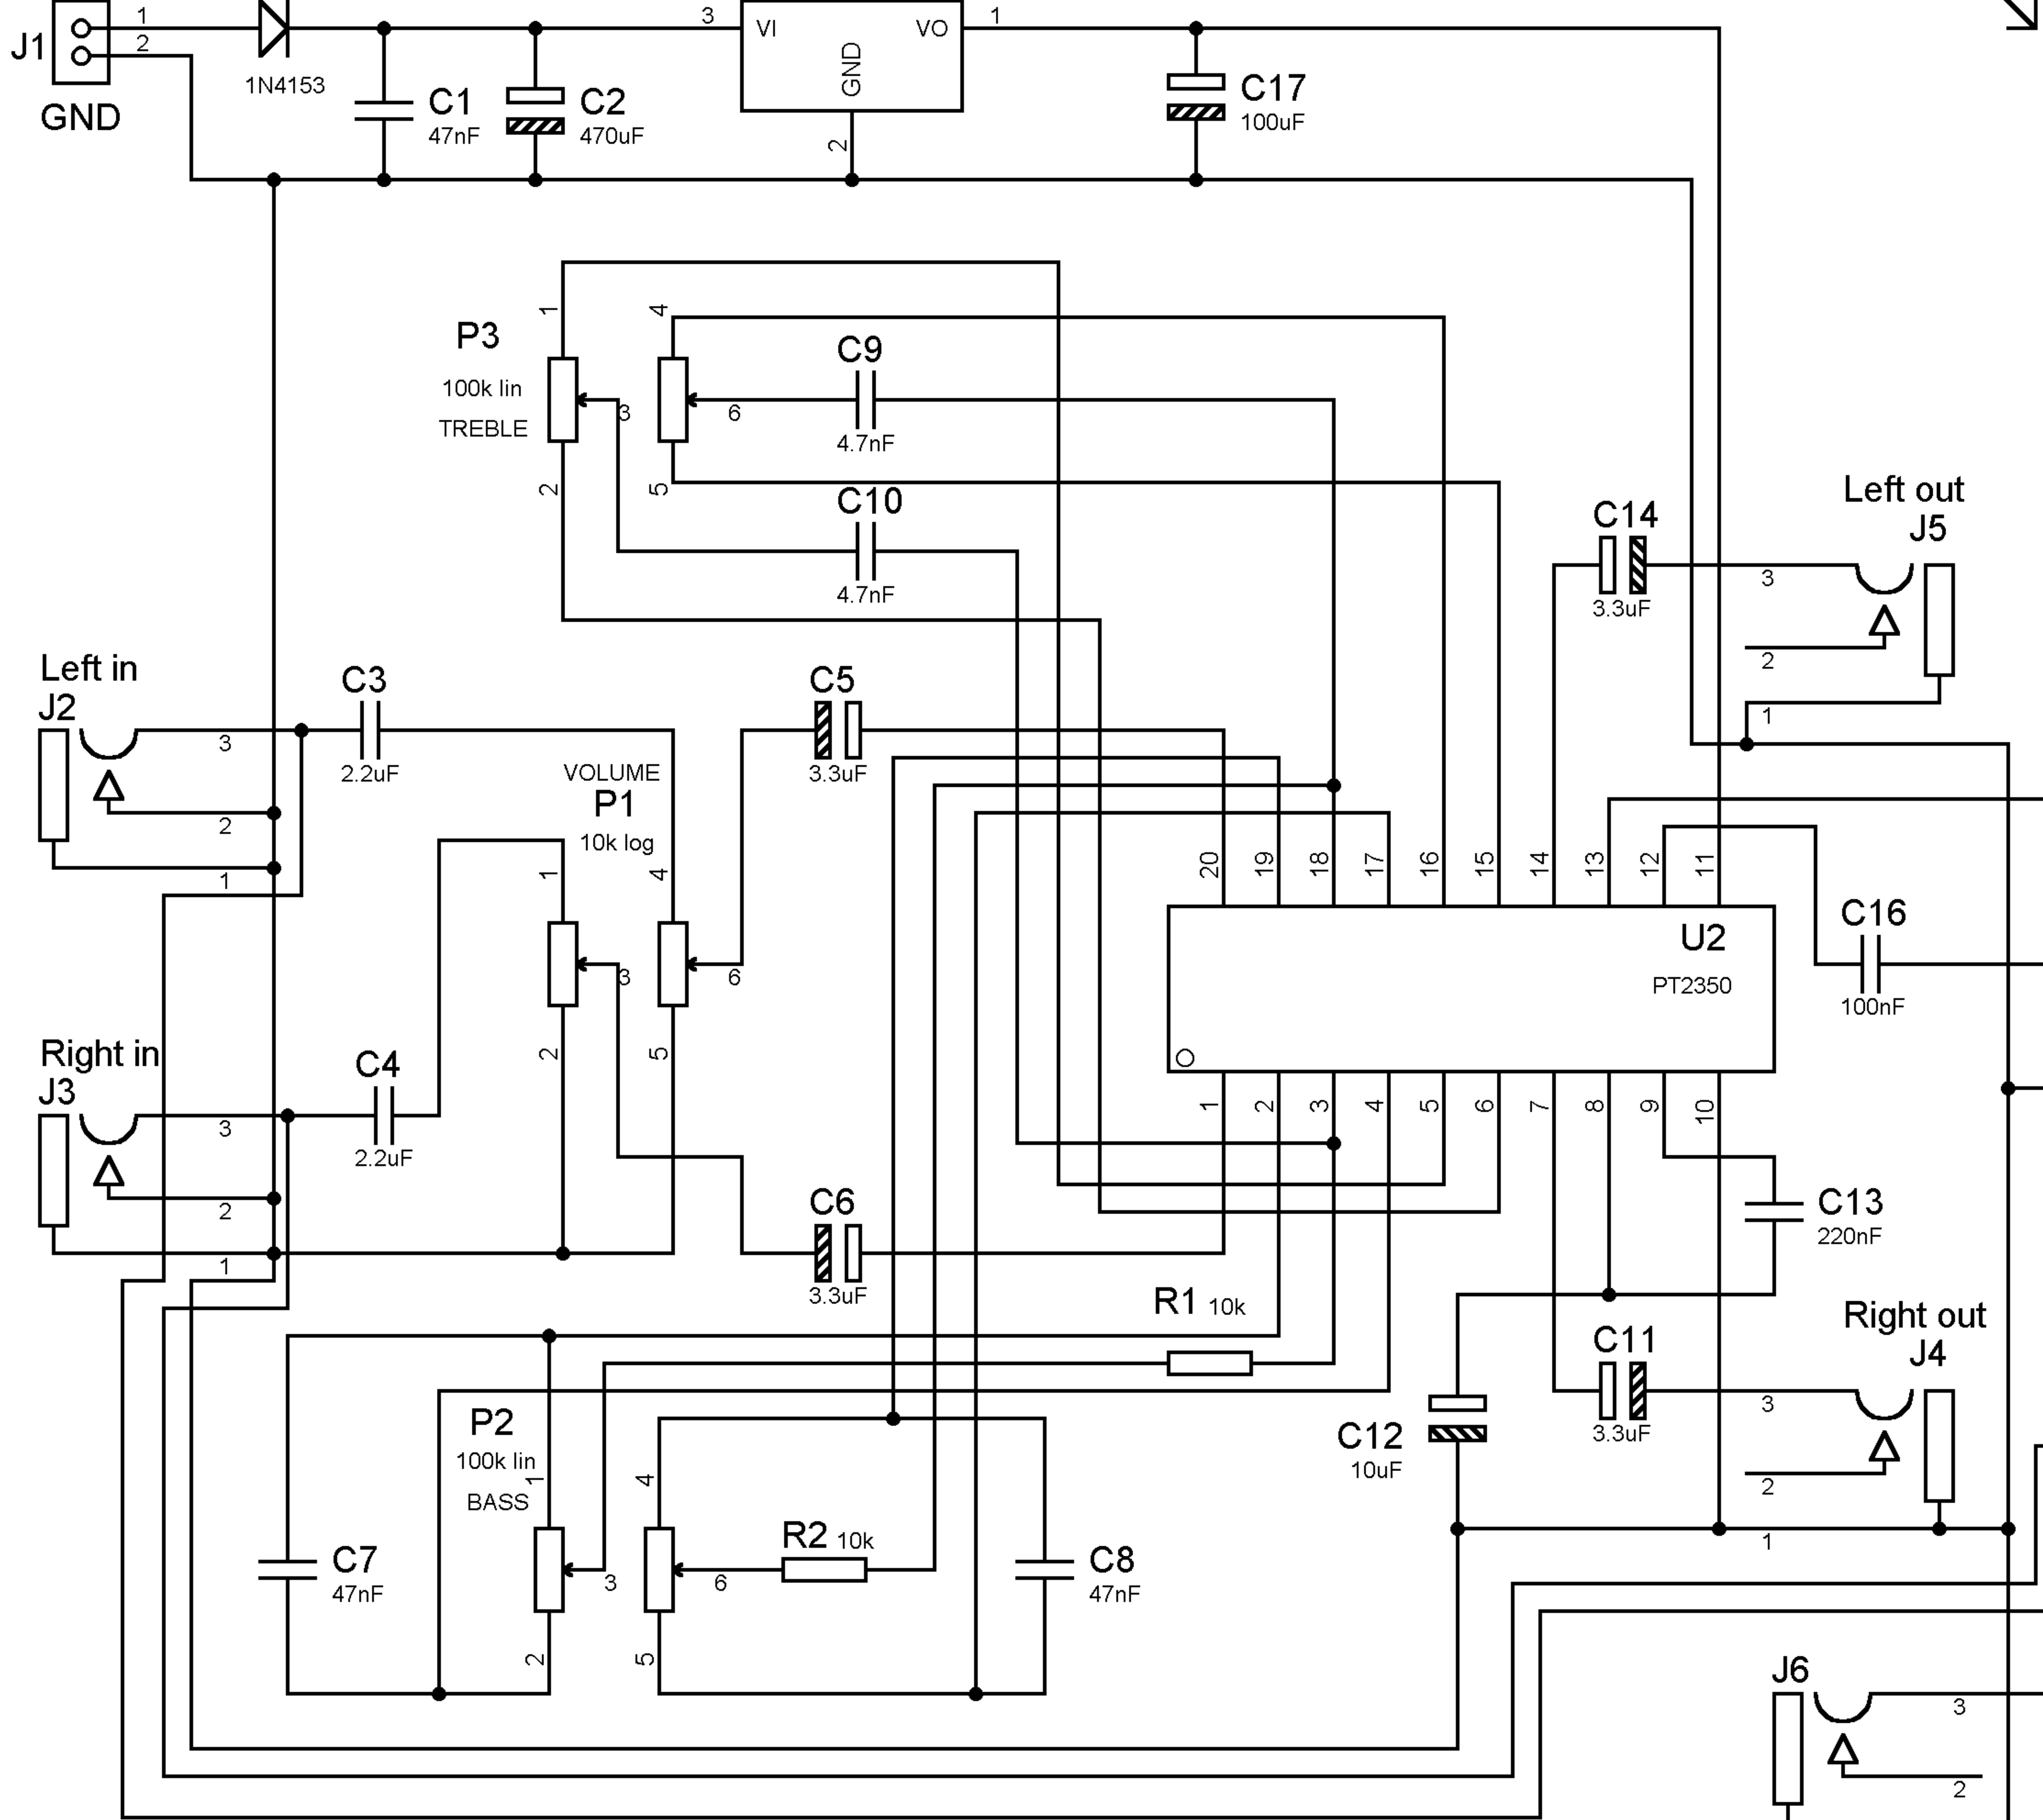 1
3
VI
VO
1
J1
2
GND
1N4153
C1
47nF
C2
470uF
C17
100uF
GND
2
1
4
P3
C9
100k lin
3
6
TREBLE
4.7nF
2
5
C10
4.7nF
Left out
J5
C14
3
3.3uF
2
1
Left in
J2
C3
C5
3
2.2uF
3.3uF
VOLUME
P1
10k log
2
1
1
4
20
19
18
17
16
15
14
13
12
11
C16
100nF
U2
PT2350
3
6
Right in
J3
C4
2
5
3
2.2uF
1
2
3
4
5
6
7
8
9
10
2
C6
C13
220nF
1
3.3uF
R1 10k
Right out
J4
C11
3
3.3uF
P2
100k lin
1
4
BASS
C12
10uF
2
1
R2 10k
C7
47nF
3
6
C8
47nF
2
5
J6
3
2